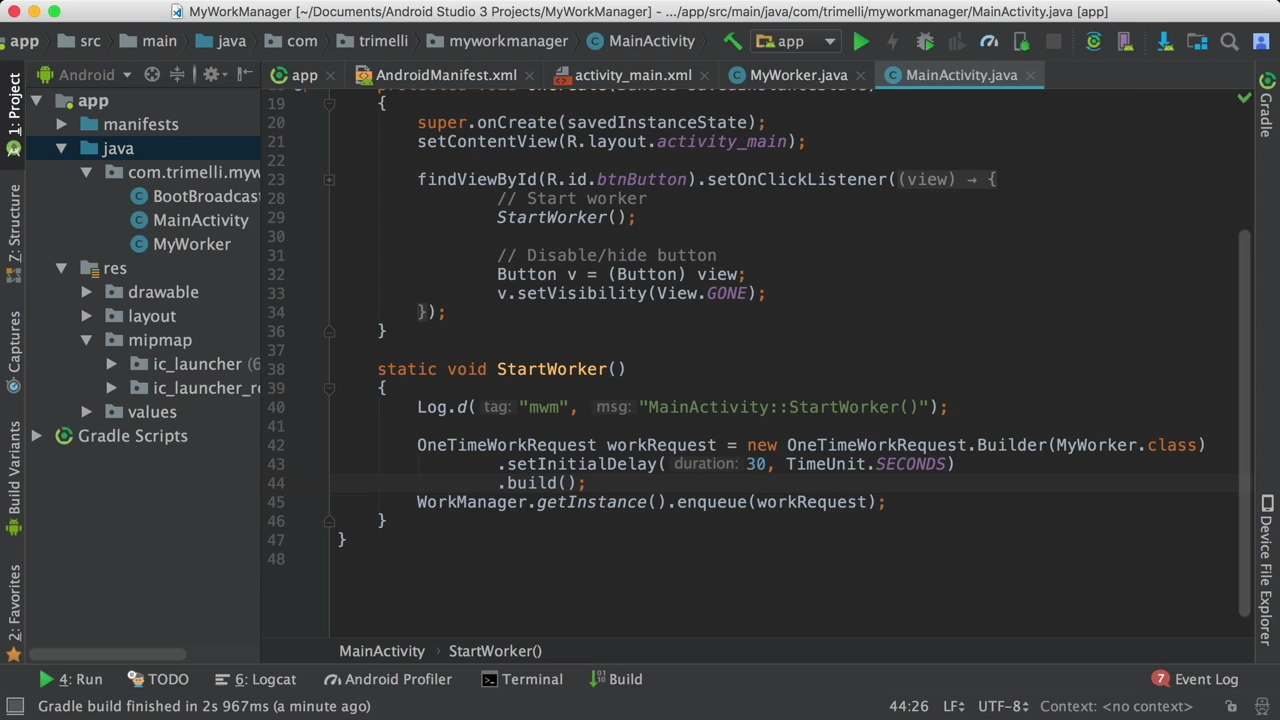 MyWorkManager [~/Documents/Android Studio 3 Projects/MyWorkManager] – .../app/src/main/java/com/trimelli/myworkmanager/MainActivity.java [app]
app src main java com trimelli myworkmanager MainActivity app
Android app AndroidManifest.xml activity_main.xml MyWorker.java MainActivity.java
1: Project
Z: Structure
Captures
Build Variants
2: Favorites
app
manifests
java
com.trimelli.myw
BootBroadcas
MainActivity
MyWorker
res
drawable
layout
mipmap
ic_launcher (6
ic_launcher_ro
values
Gradle Scripts
19 {
20 super.onCreate(savedInstanceState);
21 setContentView(R.layout.activity_main);
22
23 findViewById(R.id.btnButton).setOnClickListener((view) → {
28 // Start worker
29 StartWorker();
30
31 // Disable/hide button
32 Button v = (Button) view;
33 v.setVisibility(View.GONE);
34 });
36 }
37
38 static void StartWorker()
39 {
40 Log.d( tag: "mwm", msg: "MainActivity::StartWorker()");
41
42 OneTimeWorkRequest workRequest = new OneTimeWorkRequest.Builder(MyWorker.class)
43 .setInitialDelay( duration: 30, TimeUnit.SECONDS)
44 .build();
45 WorkManager.getInstance().enqueue(workRequest);
46 }
47 }
48
Gradle
Device File Explorer
MainActivity › StartWorker()
4: Run TODO 6: Logcat Android Profiler Terminal Build 7 Event Log
Gradle build finished in 2s 967ms (a minute ago) 44:26 LF UTF-8 Context: <no context>